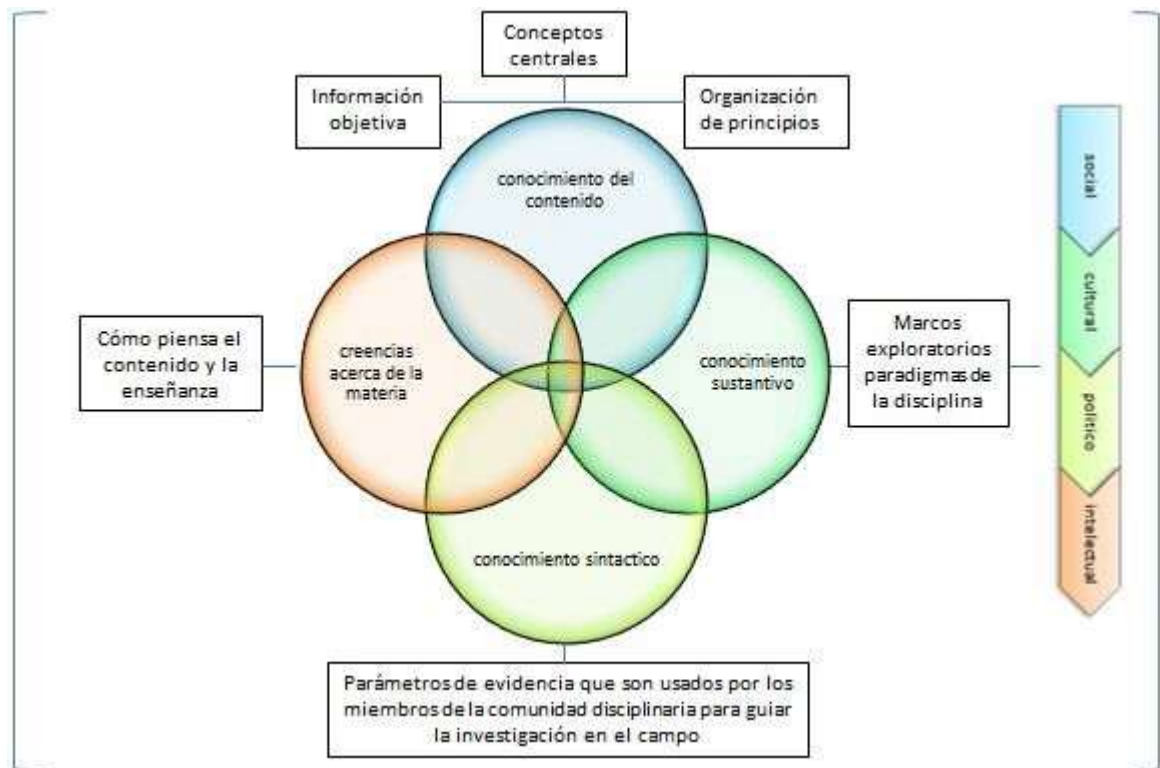 Conceptos
centrales
Información
objetiva
Organización
de principios
conocimiento del
contenido
Cómo piensa el
contenido y la
enseñanza
creencias
acerca de la
materia
conocimiento
sustantivo
Marcos
exploratorios
paradigmas de
la disciplina
conocimiento sintactico
Parámetros de evidencia que son usados por los
miembros de la comunidad disciplinaria para guiar
la investigación en el campo
social
cultural
político
intelectual